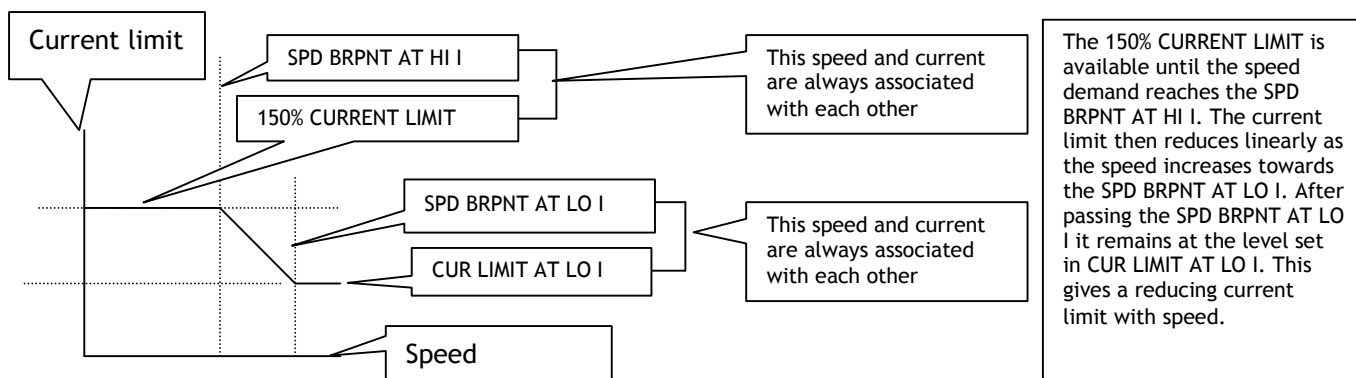 Current limit
SPD BRPNT AT HI I
150% CURRENT LIMIT
This speed and current
are always associated
with each other
SPD BRPNT AT LO I
CUR LIMIT AT LO I
This speed and current
are always associated
with each other
Speed
The 150% CURRENT LIMIT is
available until the speed
demand reaches the SPD
BRPNT AT HI I. The current
limit then reduces linearly as
the speed increases towards
the SPD BRPNT AT LO I. After
passing the SPD BRPNT AT LO
I it remains at the level set
in CUR LIMIT AT LO I. This
gives a reducing current
limit with speed.